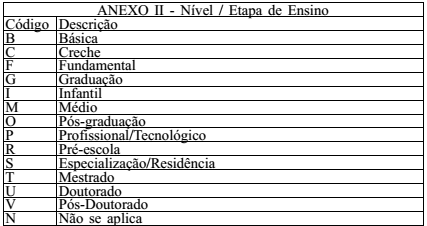 ANEXO II - Nível / Etapa de Ensino
Código Descrição
B Básica
C Creche
F Fundamental
G Graduação
I Infantil
M Médio
O Pós-graduação
P Profissional/Tecnológico
R Pré-escola
S Especialização/Residência
T Mestrado
U Doutorado
V Pós-Doutorado
N Não se aplica